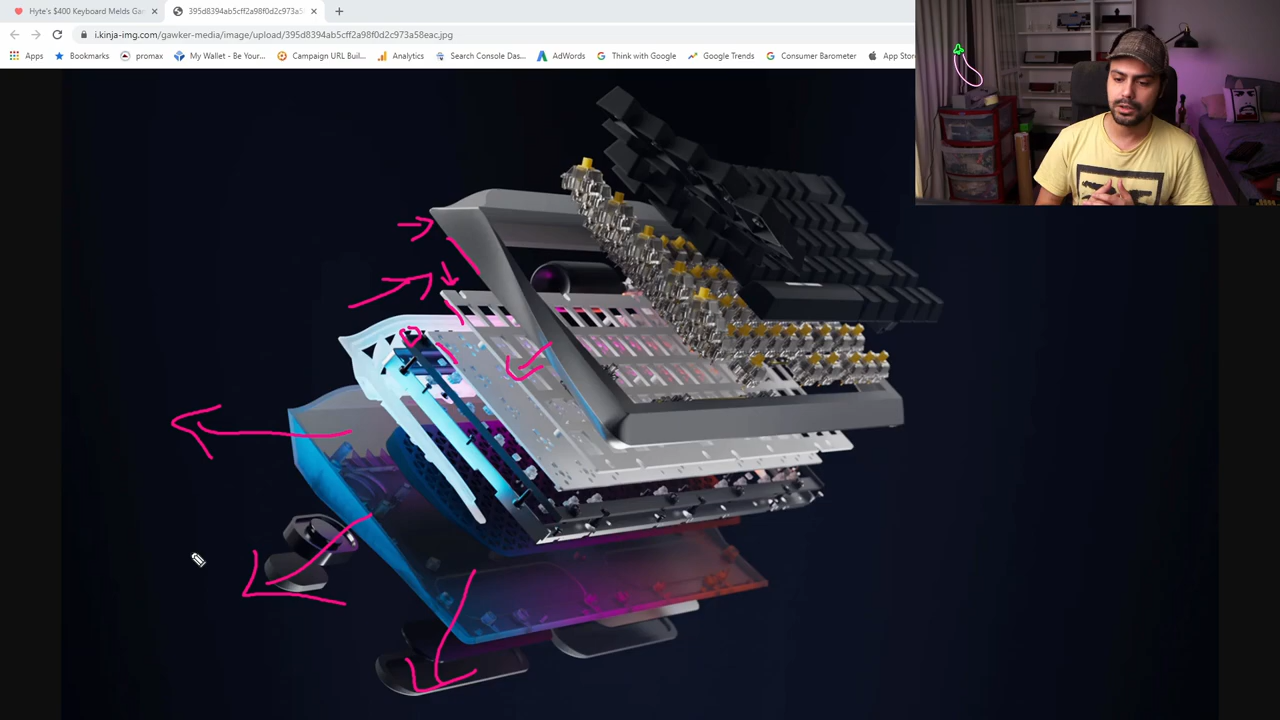 Hyte's $400 Keyboard Melds Ga
395d8394ab5cff2a98f0d2c973a5
i.kinja-img.com/gawker-media/image/upload/395d8394ab5cff2a98f0d2c973a58eac.jpg
Apps Bookmarks promax My Wallet - Be Your... Campaign URL Buil... Analytics Search Console Das... AdWords Think with Google Google Trends Consumer Barometer App Stor